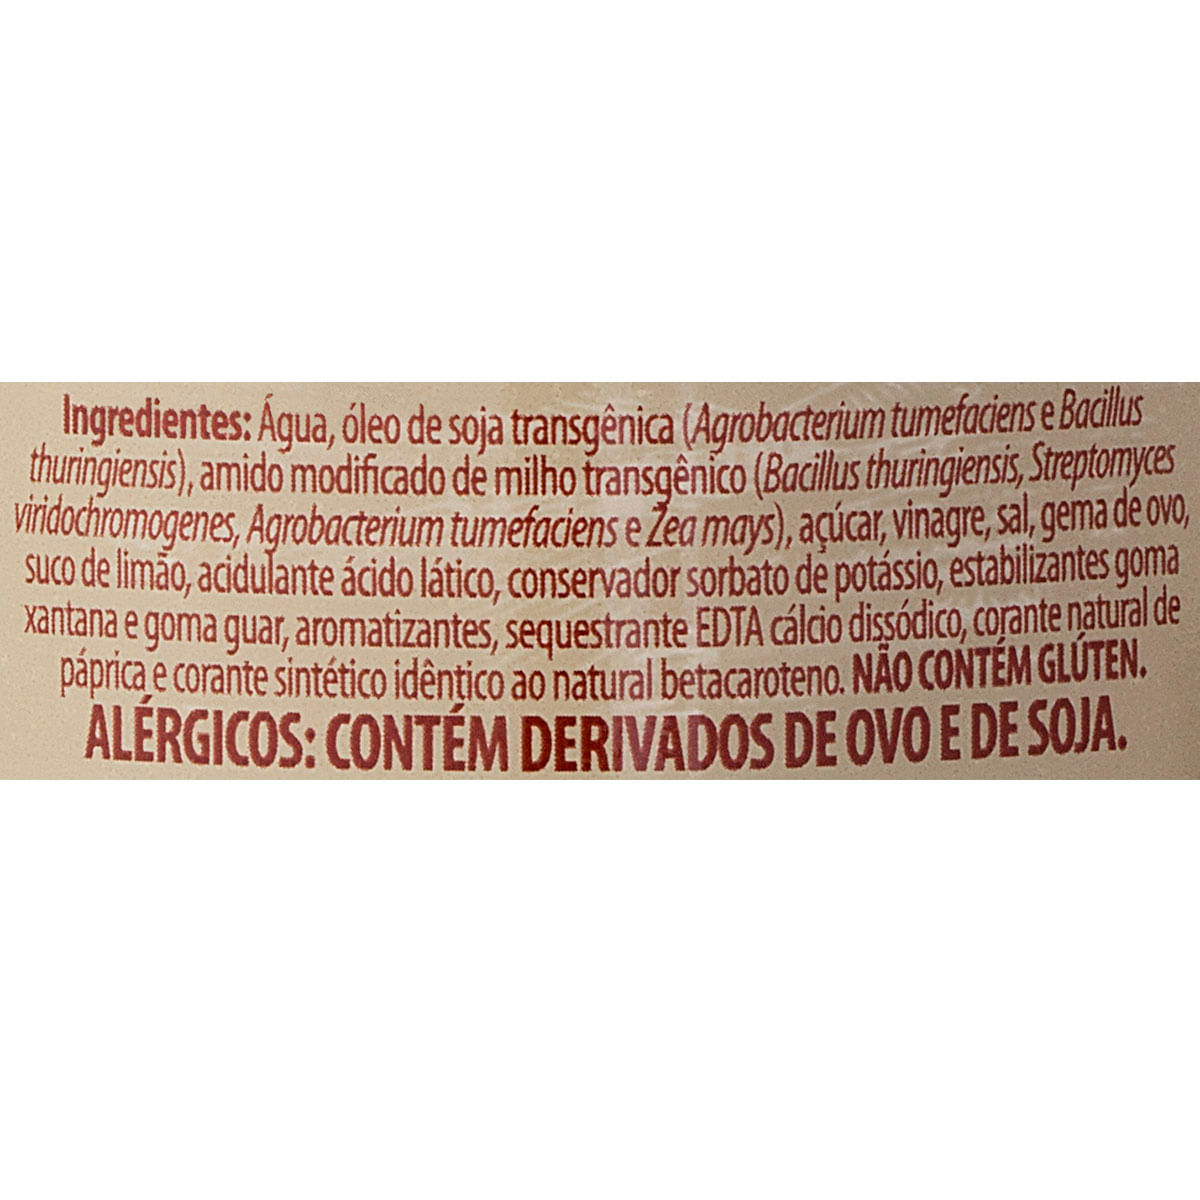 Ingredientes: Água, óleo de soja transgênica (Agrobacterium tumefaciens e Bacillus
thuringiensis), amido modificado de milho transgênico (Bacillus thuringiensis, Streptomyces
viridochromogenes, Agrobacterium tumefaciens e Zea mays), açúcar, vinagre, sal, gema de ovo,
suco de limão, acidulante ácido lático, conservador sorbato de potássio, estabilizantes goma
xantana e goma guar, aromatizantes, sequestrante EDTA cálcio dissódico, corante natural de
páprica e corante sintético idêntico ao natural betacaroteno. NÃO CONTÉM GLÚTEN.
ALÉRGICOS: CONTÉM DERIVADOS DE OVO E DE SOJA.